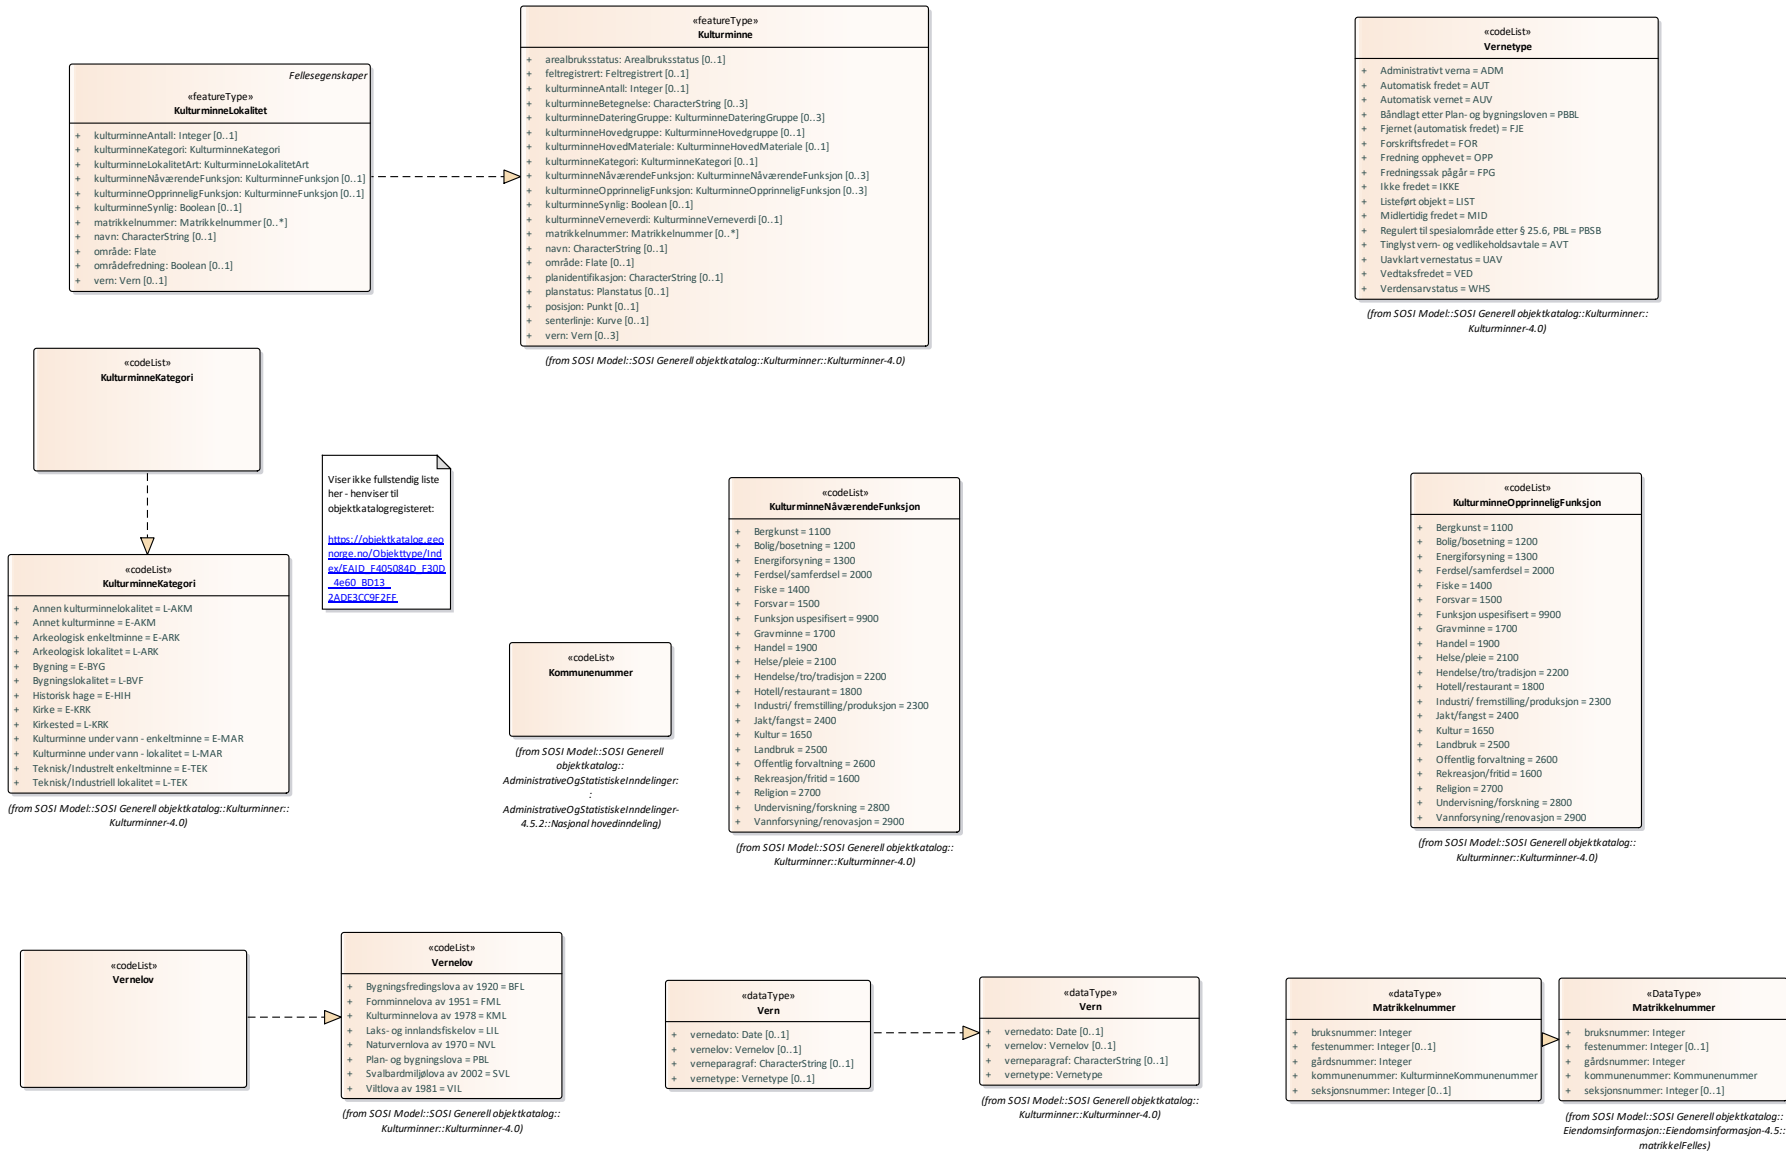 Fellesegenskaper
«featureType»
KulturminneLokalitet
+ kulturminneAntall: Integer [0..1]
+ kulturminneKategori: KulturminneKategori
+ kulturminneLokalitetArt: KulturminneLokalitetArt
+ kulturminneNåværendeFunksjon: KulturminneFunksjon [0..1]
+ kulturminneOpprinneligFunksjon: KulturminneFunksjon [0..1]
+ kulturminneSynlig: Boolean [0..1]
+ matrikkelnummer: Matrikkelnummer [0..*]
+ navn: CharacterString [0..1]
+ område: Flate
+ områdefredning: Boolean [0..1]
+ vern: Vern [0..1]
«featureType»
Kulturminne
+ arealbruksstatus: Arealbruksstatus [0..1]
+ feltregistrert: Feltregistrert [0..1]
+ kulturminneAntall: Integer [0..1]
+ kulturminneBetegnelse: CharacterString [0..3]
+ kulturminneDateringGruppe: KulturminneDateringGruppe [0..3]
+ kulturminneHovedgruppe: KulturminneHovedgruppe [0..1]
+ kulturminneHovedMateriale: KulturminneHovedMateriale [0..1]
+ kulturminneKategori: KulturminneKategori [0..1]
+ kulturminneNåværendeFunksjon: KulturminneNåværendeFunksjon [0..3]
+ kulturminneOpprinneligFunksjon: KulturminneOpprinneligFunksjon [0..3]
+ kulturminneSynlig: Boolean [0..1]
+ kulturminneVerneverdi: KulturminneVerneverdi [0..1]
+ matrikkelnummer: Matrikkelnummer [0..*]
+ navn: CharacterString [0..1]
+ område: Flate [0..1]
+ planidentifikasjon: CharacterString [0..1]
+ planstatus: Planstatus [0..1]
+ posisjon: Punkt [0..1]
+ senterlinje: Kurve [0..1]
+ vern: Vern [0..3]
(from SOSI Model::SOSI Generell objektkatalog::Kulturminner::Kulturminner-4.0)
«codeList»
Vernetype
+ Administrativt verna = ADM
+ Automatisk fredet = AUT
+ Automatisk vernet = AUV
+ Båndlagt etter Plan- og bygningsloven = PBBL
+ Fjernet (automatisk fredet) = FJE
+ Forskriftsfredet = FOR
+ Fredning opphevet = OPP
+ Fredningssak pågår = FPG
+ Ikke fredet = IKKE
+ Listeført objekt = LIST
+ Midlertidig fredet = MID
+ Regulert til spesialområde etter § 25.6, PBL = PBSB
+ Tinglyst vern- og vedlikeholdsavtale = AVT
+ Uavklart vernestatus = UAV
+ Vedtaksfredet = VED
+ Verdensarvstatus = WHS
(from SOSI Model::SOSI Generell objektkatalog::Kulturminner::
Kulturminner-4.0)
«codeList»
KulturminneKategori
«codeList»
KulturminneKategori
+ Annen kulturminnelokalitet = L-AKM
+ Annet kulturminne = E-AKM
+ Arkeologisk enkeltminne = E-ARK
+ Arkeologisk lokalitet = L-ARK
+ Bygning = E-BYG
+ Bygningslokalitet = L-BVF
+ Historisk hage = E-HIH
+ Kirke = E-KRK
+ Kirkested = L-KRK
+ Kulturminne under vann - enkeltminne = E-MAR
+ Kulturminne under vann - lokalitet = L-MAR
+ Teknisk/Industrielt enkeltminne = E-TEK
+ Teknisk/Industriell lokalitet = L-TEK
(from SOSI Model::SOSI Generell objektkatalog::Kulturminner::
Kulturminner-4.0)
Viser ikke fullstendig liste
her - henviser til
objektkatalogregisteret:
https://objektkatalog.geo
norge.no/Objekttype/Ind
ex/EAID_F405084D_F30D
_4e60_BD13_
2ADE3CC9F2FF
«codeList»
Kommunenummer
(from SOSI Model::SOSI Generell
objektkatalog::
AdministrativeOgStatistiskeInndelinger:
:
AdministrativeOgStatistiskeInndelinger-
4.5.2::Nasjonal hovedinndeling)
«codeList»
KulturminneNåværendeFunksjon
+ Bergkunst = 1100
+ Bolig/bosetning = 1200
+ Energiforsyning = 1300
+ Ferdsel/samferdsel = 2000
+ Fiske = 1400
+ Forsvar = 1500
+ Funksjon uspesifisert = 9900
+ Gravminne = 1700
+ Handel = 1900
+ Helse/pleie = 2100
+ Hendelse/tro/tradisjon = 2200
+ Hotell/restaurant = 1800
+ Industri/ fremstilling/produksjon = 2300
+ Jakt/fangst = 2400
+ Kultur = 1650
+ Landbruk = 2500
+ Offentlig forvaltning = 2600
+ Rekreasjon/fritid = 1600
+ Religion = 2700
+ Undervisning/forskning = 2800
+ Vannforsyning/renovasjon = 2900
(from SOSI Model::SOSI Generell objektkatalog::
Kulturminner::Kulturminner-4.0)
«codeList»
KulturminneOpprinneligFunksjon
+ Bergkunst = 1100
+ Bolig/bosetning = 1200
+ Energiforsyning = 1300
+ Ferdsel/samferdsel = 2000
+ Fiske = 1400
+ Forsvar = 1500
+ Funksjon uspesifisert = 9900
+ Gravminne = 1700
+ Handel = 1900
+ Helse/pleie = 2100
+ Hendelse/tro/tradisjon = 2200
+ Hotell/restaurant = 1800
+ Industri/ fremstilling/produksjon = 2300
+ Jakt/fangst = 2400
+ Kultur = 1650
+ Landbruk = 2500
+ Offentlig forvaltning = 2600
+ Rekreasjon/fritid = 1600
+ Religion = 2700
+ Undervisning/forskning = 2800
+ Vannforsyning/renovasjon = 2900
(from SOSI Model::SOSI Generell objektkatalog::
Kulturminner::Kulturminner-4.0)
«codeList»
Vernelov
«codeList»
Vernelov
+ Bygningsfredingslova av 1920 = BFL
+ Fornminnelova av 1951 = FML
+ Kulturminnelova av 1978 = KML
+ Laks- og innlandsfiskelov = LIL
+ Naturvernlova av 1970 = NVL
+ Plan- og bygningslova = PBL
+ Svalbardmiljølova av 2002 = SVL
+ Viltlova av 1981 = VIL
(from SOSI Model::SOSI Generell objektkatalog::
Kulturminner::Kulturminner-4.0)
«dataType»
Vern
+ vernedato: Date [0..1]
+ vernelov: Vernelov [0..1]
+ verneparagraf: CharacterString [0..1]
+ vernetype: Vernetype [0..1]
«dataType»
Vern
+ vernedato: Date [0..1]
+ vernelov: Vernelov [0..1]
+ verneparagraf: CharacterString [0..1]
+ vernetype: Vernetype
(from SOSI Model::SOSI Generell objektkatalog::
Kulturminner::Kulturminner-4.0)
«dataType»
Matrikkelnummer
+ bruksnummer: Integer
+ festenummer: Integer [0..1]
+ gårdsnummer: Integer
+ kommunenummer: KulturminneKommunenummer
+ seksjonsnummer: Integer [0..1]
«DataType»
Matrikkelnummer
+ bruksnummer: Integer
+ festenummer: Integer [0..1]
+ gårdsnummer: Integer
+ kommunenummer: Kommunenummer
+ seksjonsnummer: Integer [0..1]
(from SOSI Model::SOSI Generell objektkatalog::
Eiendomsinformasjon::Eiendomsinformasjon-4.5::
matrikkelFelles)